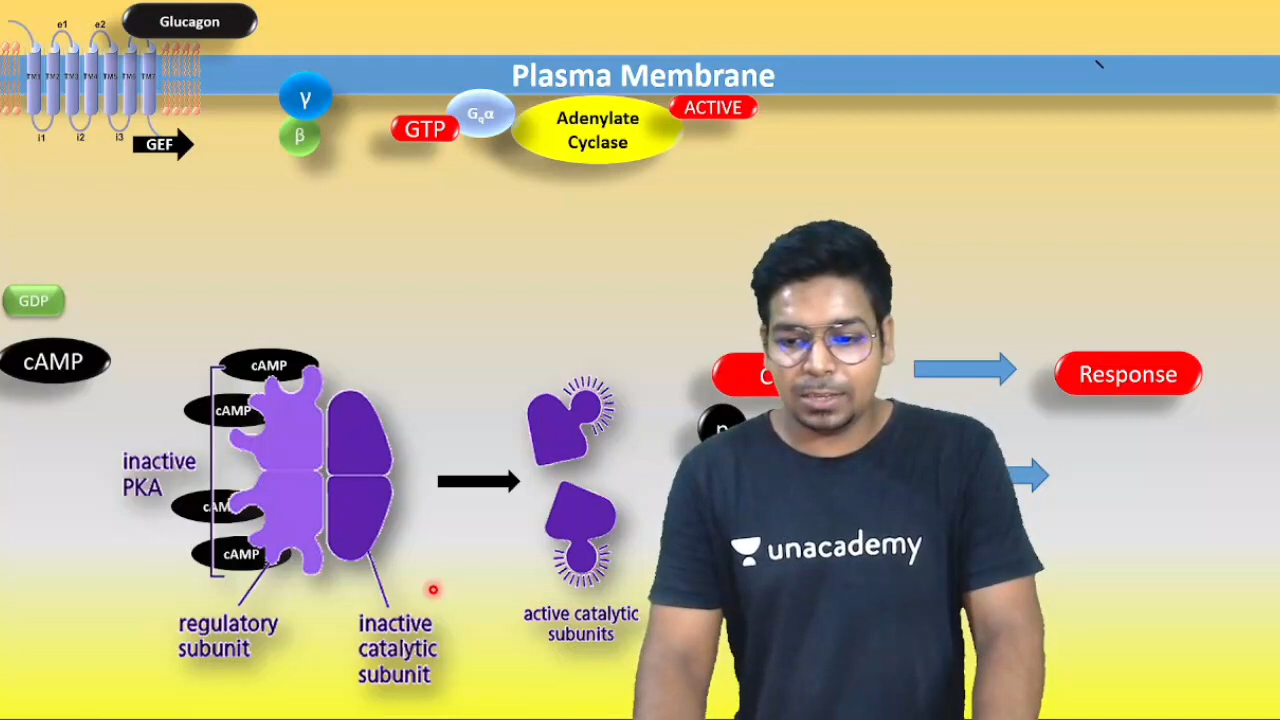 Glucagon
e1
e2
TM1 TM2 TM3 TM4 TM5 TM6 TM7
i1
i2
i3
GEF
Plasma Membrane
γ
β
GTP
Gqα
Adenylate
Cyclase
ACTIVE
GDP
cAMP
cAMP
cAMP
cAMP
cAMP
inactive
PKA
regulatory
subunit
inactive
catalytic
subunit
active catalytic
subunits
Response
unacademy